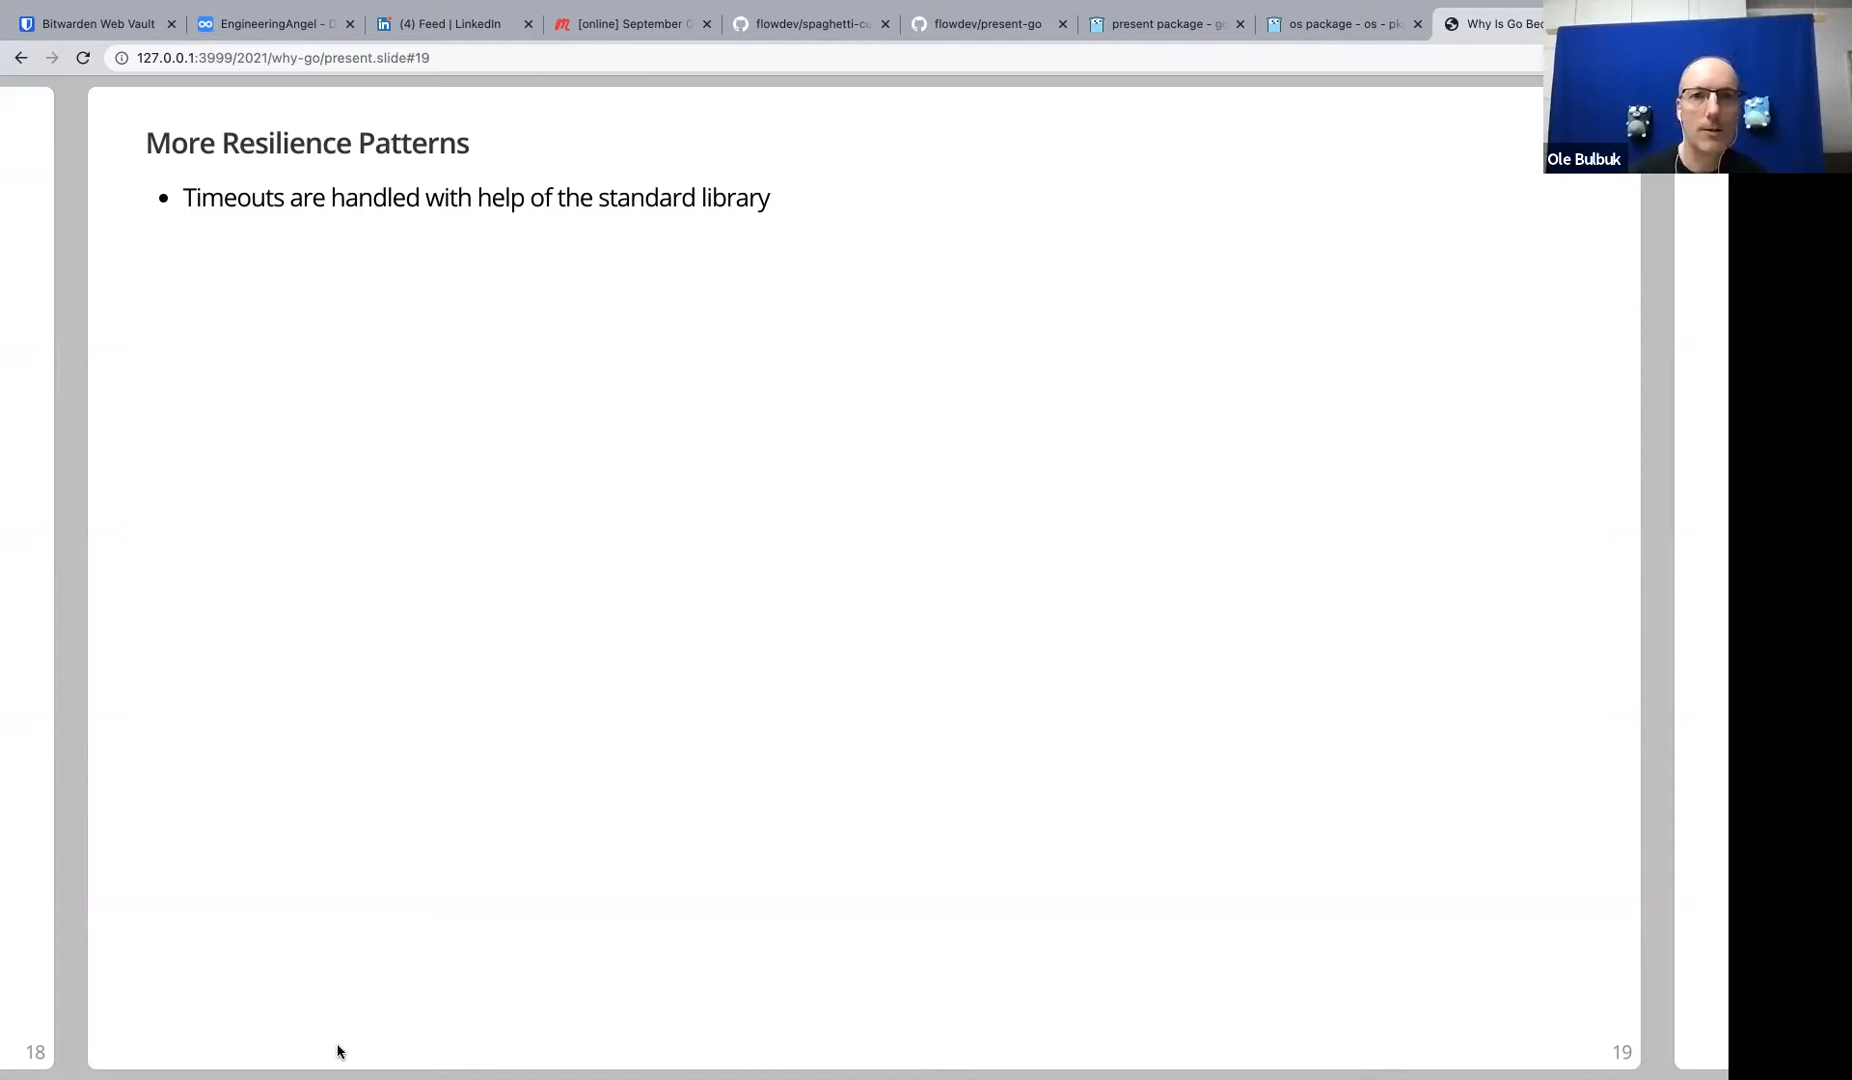 Bitwarden Web Vault
EngineeringAngel - D
(4) Feed | LinkedIn
[online] September G
flowdev/spaghetti-cu
flowdev/present-go
present package - go
os package - os - pk
Why Is Go Bec
127.0.0.1:3999/2021/why-go/present.slide#19
Ole Bulbuk
More Resilience Patterns
• Timeouts are handled with help of the standard library
18
19